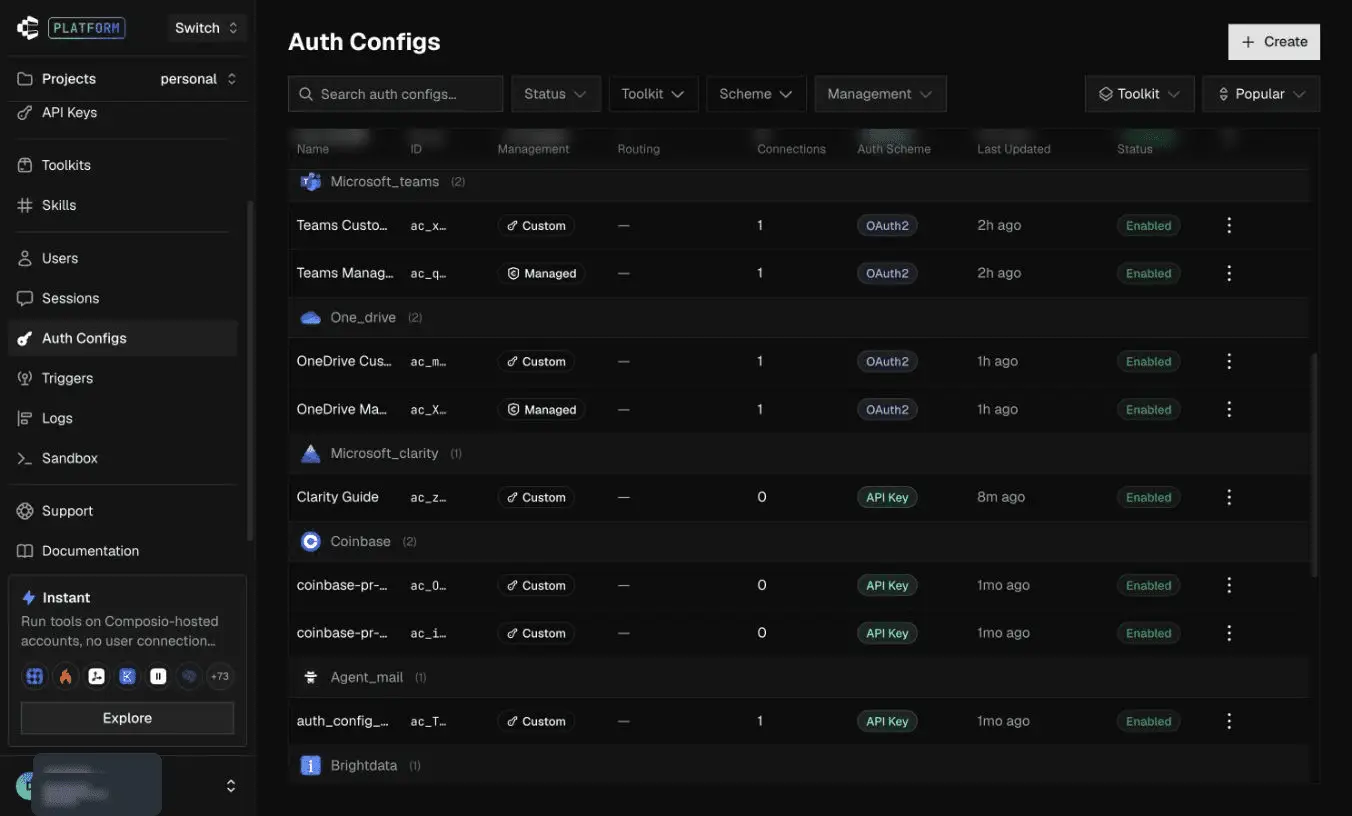 PLATFORM Switch
Projects personal
API Keys
Toolkits
Skills
Users
Sessions
Auth Configs
Triggers
Logs
Sandbox
Support
Documentation
Instant
Run tools on Composio-hosted
accounts, no user connection...
+73
Explore
Auth Configs
+ Create
Search auth configs... Status Toolkit Scheme Management Toolkit Popular
Name ID Management Routing Connections Auth Scheme Last Updated Status
Microsoft_teams (2)
Teams Custo... ac_x... Custom — 1 OAuth2 2h ago Enabled
Teams Manag... ac_q... Managed — 1 OAuth2 2h ago Enabled
One_drive (2)
OneDrive Cus... ac_m... Custom — 1 OAuth2 1h ago Enabled
OneDrive Ma... ac_X... Managed — 1 OAuth2 1h ago Enabled
Microsoft_clarity (1)
Clarity Guide ac_z... Custom — 0 API Key 8m ago Enabled
Coinbase (2)
coinbase-pr-... ac_0... Custom — 0 API Key 1mo ago Enabled
coinbase-pr-... ac_i... Custom — 0 API Key 1mo ago Enabled
Agent_mail (1)
auth_config_... ac_T... Custom — 1 API Key 1mo ago Enabled
Brightdata (1)